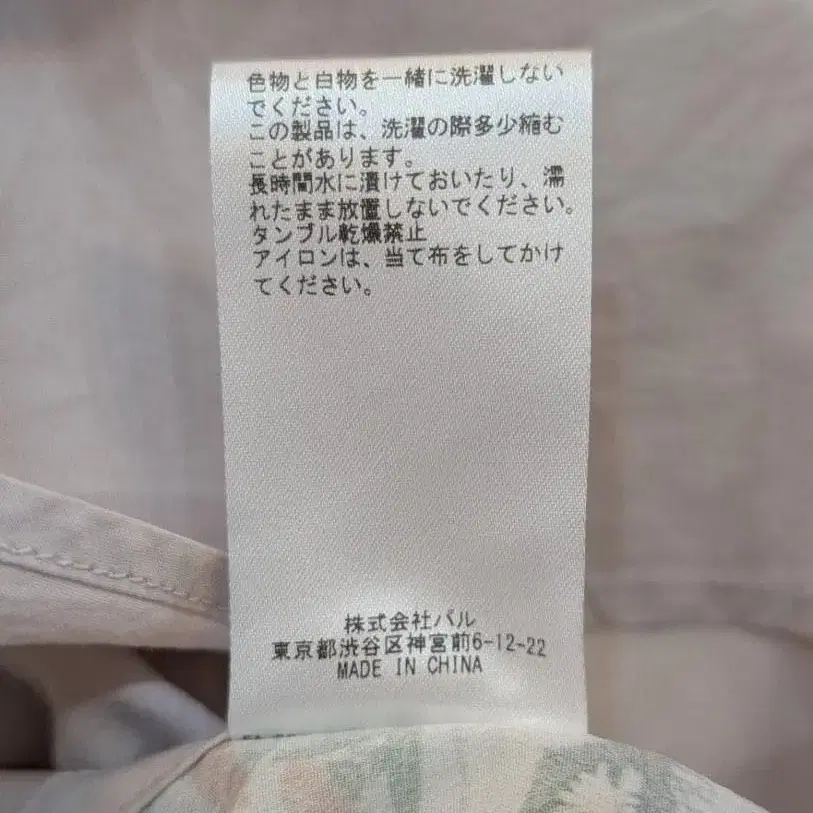 色物と白物を一緒に洗濯しない
でください。
この製品は、洗濯の際多少縮む
ことがあります。
長時間水に漬けておいたり、濡
れたまま放置しないでください。
タンブル乾燥禁止
アイロンは、当て布をしてかけ
てください。
株式会社パル
東京都渋谷区神宮前6-12-22
MADE IN CHINA